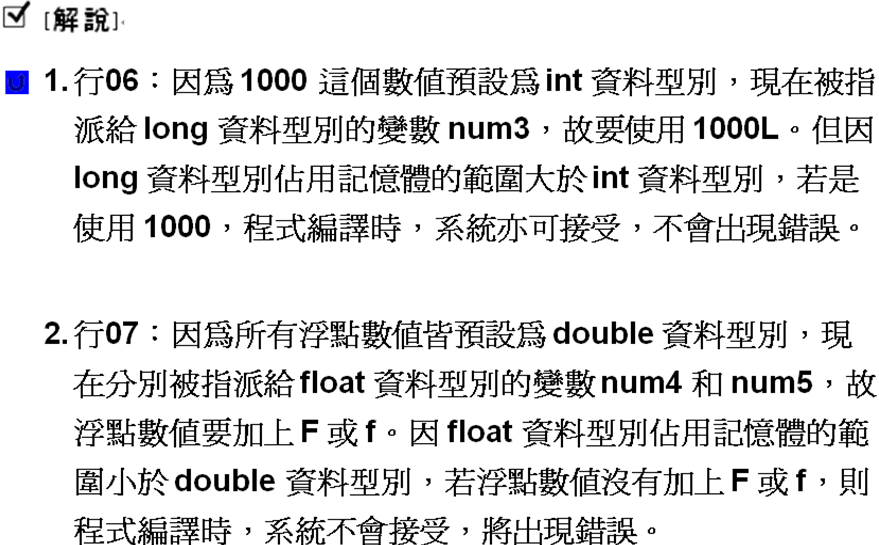 [解說]
1. 行06：因為 1000 這個數值預設為 int 資料型別，現在被指
派給 long 資料型別的變數 num3，故要使用 1000L。但因
long 資料型別佔用記憶體的範圍大於 int 資料型別，若是
使用 1000，程式編譯時，系統亦可接受，不會出現錯誤。
2. 行07：因為所有浮點數值皆預設為 double 資料型別，現
在分別被指派給 float 資料型別的變數 num4 和 num5，故
浮點數值要加上 F 或 f。因 float 資料型別佔用記憶體的範
圍小於 double 資料型別，若浮點數值沒有加上 F 或 f，則
程式編譯時，系統不會接受，將出現錯誤。